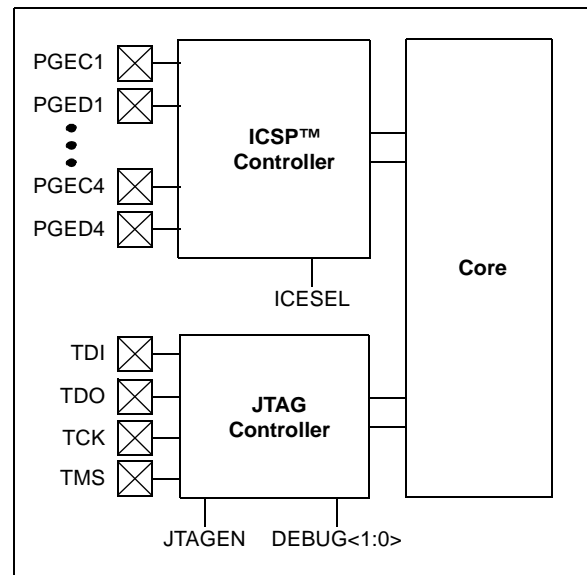 PGEC1
PGED1
ICSP™
Controller
PGEC4
PGED4
Core
ICESEL
TDI
TDO
JTAG
Controller
TCK
TMS
JTAGEN
DEBUG<1:0>